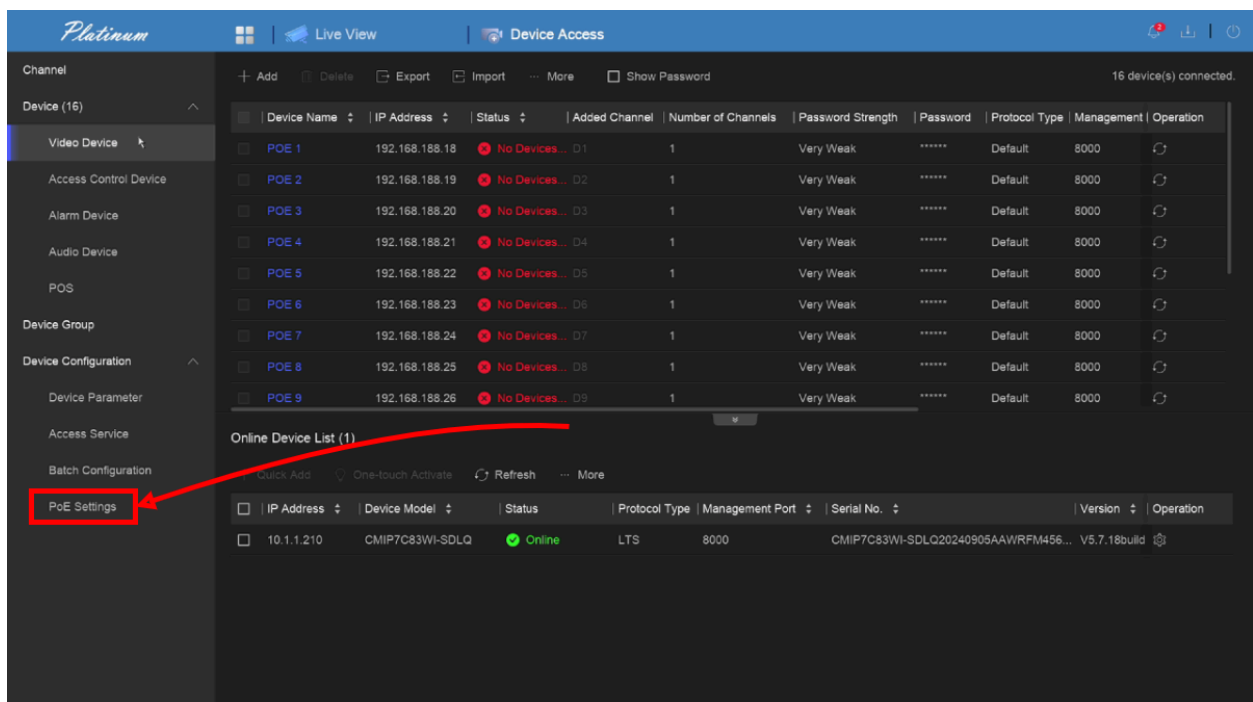 Platinum Live View Device Access 2
Channel
+ Add Delete Export Import ... More Show Password 16 device(s) connected.
Device (16)
Device Name IP Address Status Added Channel Number of Channels Password Strength Password Protocol Type Management Operation
Video Device
POE 1 192.168.188.18 No Devices... D1 1 Very Weak ****** Default 8000
Access Control Device
POE 2 192.168.188.19 No Devices... D2 1 Very Weak ****** Default 8000
Alarm Device
POE 3 192.168.188.20 No Devices... D3 1 Very Weak ****** Default 8000
POE 4 192.168.188.21 No Devices... D4 1 Very Weak ****** Default 8000
Audio Device
POE 5 192.168.188.22 No Devices... D5 1 Very Weak ****** Default 8000
POS
POE 6 192.168.188.23 No Devices... D6 1 Very Weak ****** Default 8000
Device Group
POE 7 192.168.188.24 No Devices... D7 1 Very Weak ****** Default 8000
Device Configuration
POE 8 192.168.188.25 No Devices... D8 1 Very Weak ****** Default 8000
Device Parameter
POE 9 192.168.188.26 No Devices... D9 1 Very Weak ****** Default 8000
Access Service
Online Device List (1)
Batch Configuration
Quick Add One-touch Activate Refresh ... More
PoE Settings
IP Address Device Model Status Protocol Type Management Port Serial No. Version Operation
10.1.1.210 CMIP7C83WI-SDLQ Online LTS 8000 CMIP7C83WI-SDLQ20240905AAWRFM456... V5.7.18build